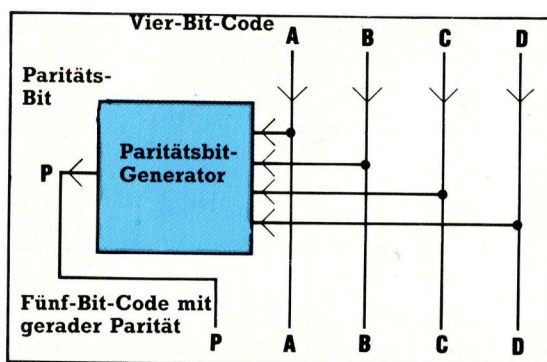 Vier-Bit-Code
A B C D
Paritäts-
Bit
Paritätsbit-
Generator
P
Fünf-Bit-Code mit
gerader Parität
P A B C D